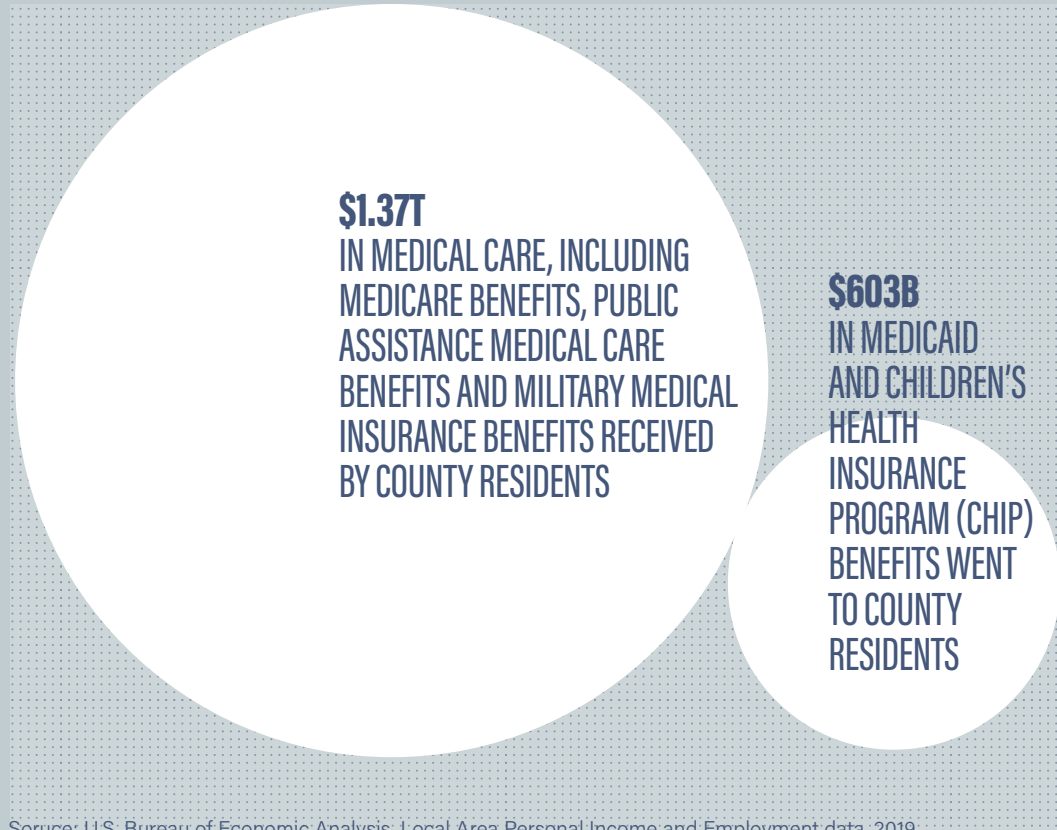 $1.37T
IN MEDICAL CARE, INCLUDING
MEDICARE BENEFITS, PUBLIC
ASSISTANCE MEDICAL CARE
BENEFITS AND MILITARY MEDICAL
INSURANCE BENEFITS RECEIVED
BY COUNTY RESIDENTS
$603B
IN MEDICAID
AND CHILDREN'S
HEALTH
INSURANCE
PROGRAM (CHIP)
BENEFITS WENT
TO COUNTY
RESIDENTS
Soruce: U.S. Bureau of Economic Analysis, Local Area Personal Income and Employment data, 2019